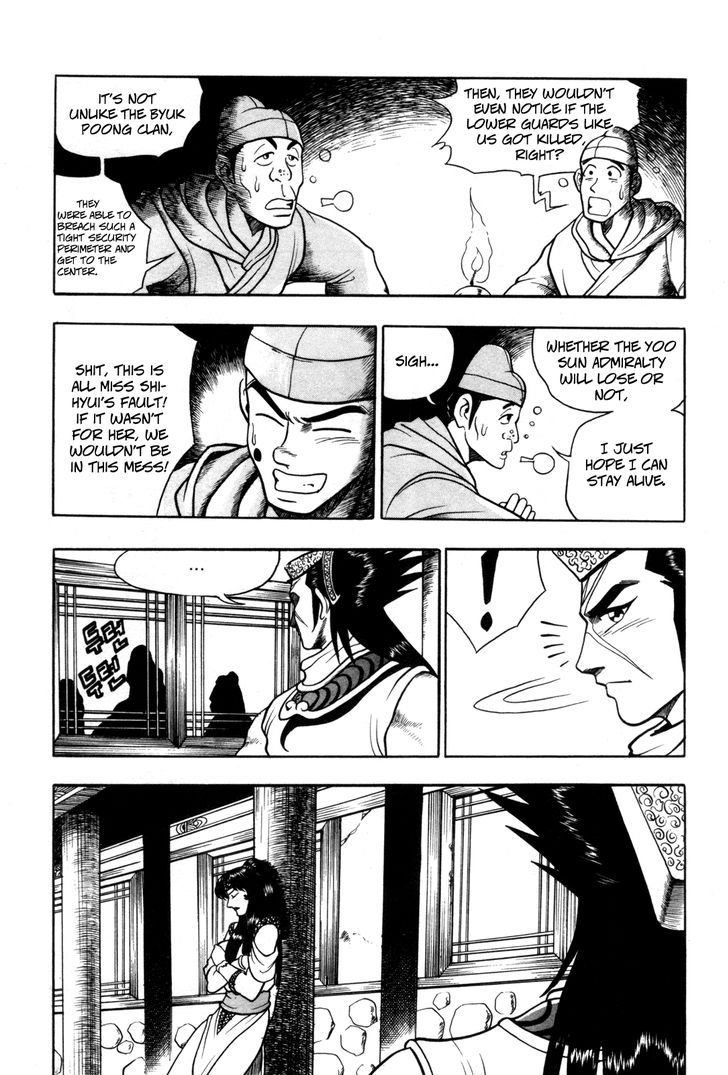 IT'S NOT
UNLIKE THE BYUK
POONG CLAN,
THEY
WERE ABLE TO
BREACH SUCH A
TIGHT SECURITY
PERIMETER AND
GET TO THE
CENTER.
THEN, THEY WOULDN'T
EVEN NOTICE IF THE
LOWER GUARDS LIKE
US GOT KILLED,
RIGHT?
SHIT, THIS IS
ALL MISS SHI-
HYUI'S FAULT!
IF IT WASN'T
FOR HER, WE
WOULDN'T BE
IN THIS MESS!
SIGH...
WHETHER THE YOO
SUN ADMIRALTY
WILL LOSE OR
NOT,
I JUST
HOPE I CAN
STAY ALIVE.
...
두런
두런
!